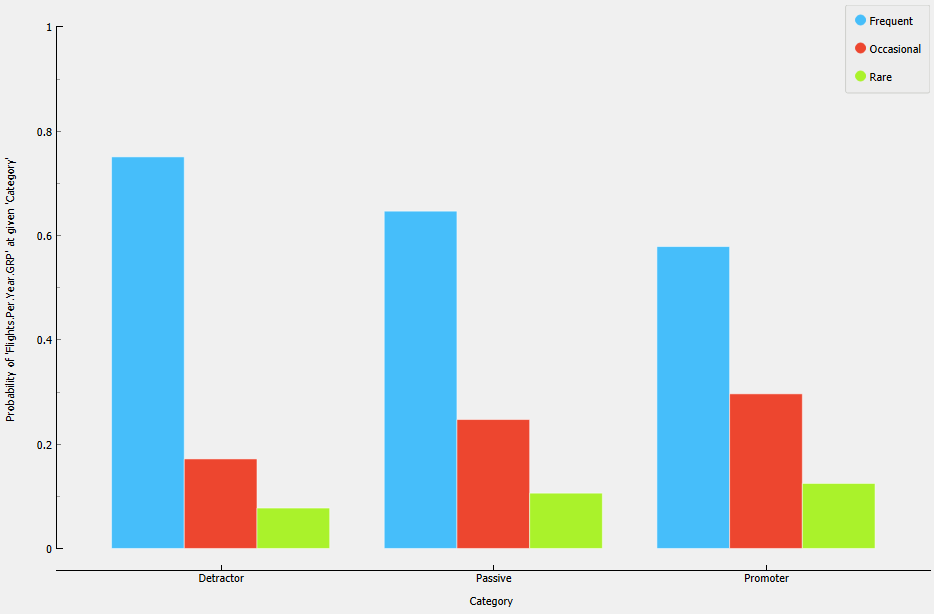 Frequent
Occasional
Rare
1
0.8
0.6
0.4
0.2
0
Probability of 'Flights.Per.Year.GRP' at given 'Category'
Detractor
Passive
Promoter
Category